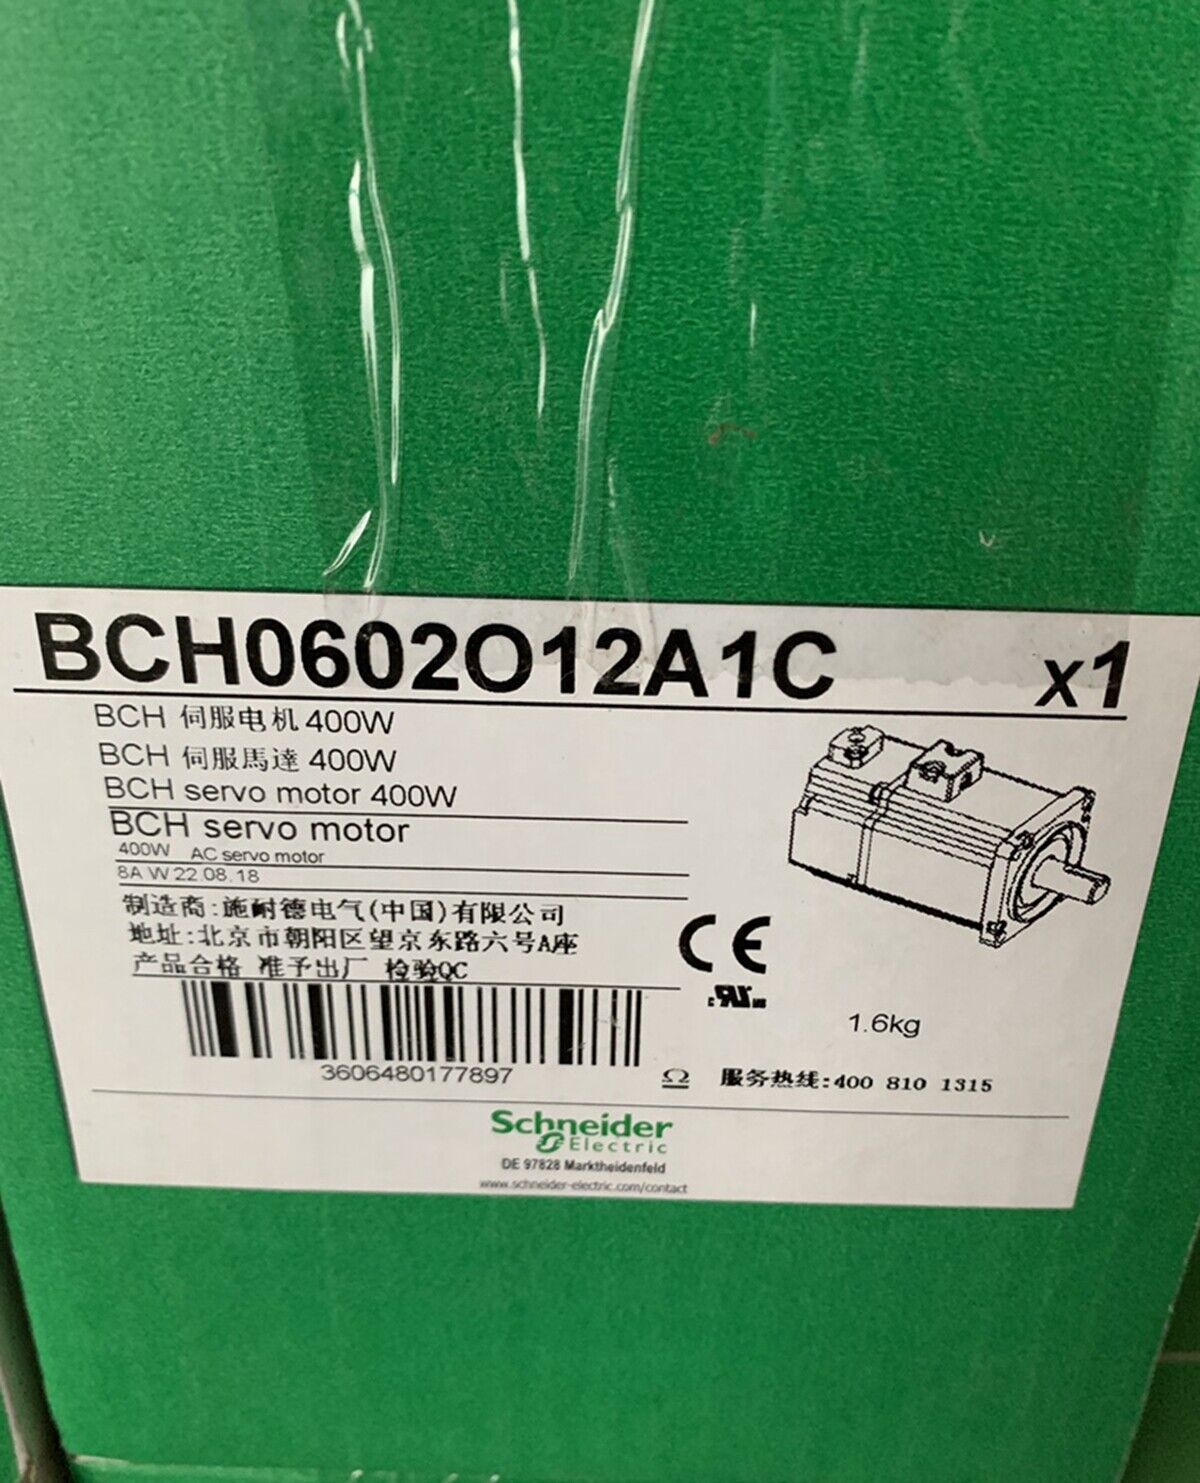 BCH0602O12A1C x1
BCH 伺服电机 400W
BCH 伺服馬達 400W
BCH servo motor 400W
BCH servo motor
400W AC servo motor
8A W 22.08.18
制造商:施耐德电气(中国)有限公司
地址:北京市朝阳区望京东路六号A座
产品合格 准予出厂 检验QC
CE
1.6kg
3606480177897
服务热线:400 810 1315
Schneider
Electric
DE 97828 Marktheidenfeld
www.schneider-electric.com/contact